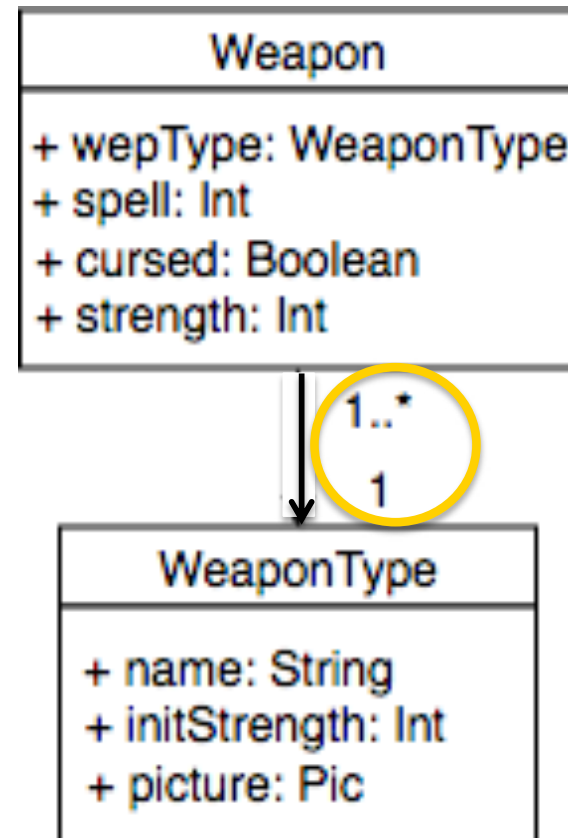 Weapon
+ wepType: WeaponType
+ spell: Int
+ cursed: Boolean
+ strength: Int
1..*
1
WeaponType
+ name: String
+ initStrength: Int
+ picture: Pic